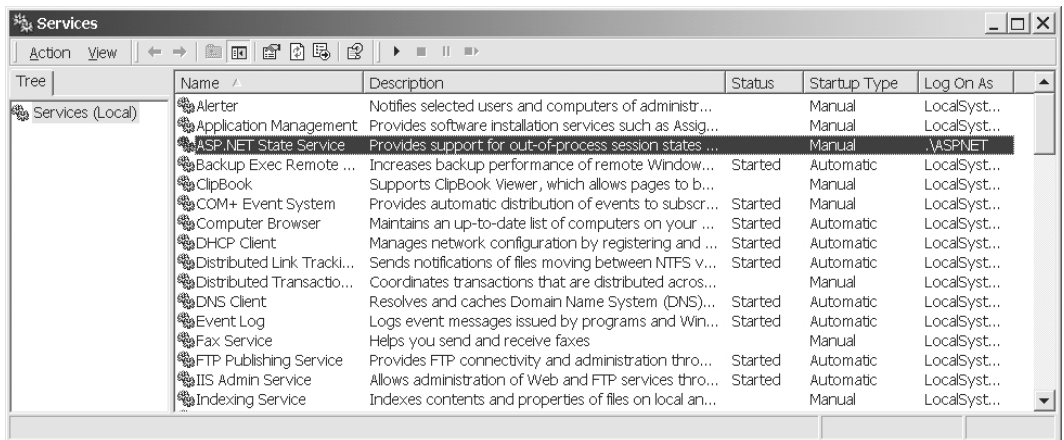 Services
Action View
Tree
Services (Local)
Name Description Status Startup Type Log On As
Alerter Notifies selected users and computers of administr... Manual LocalSyst...
Application Management Provides software installation services such as Assig... Manual LocalSyst...
ASP.NET State Service Provides support for out-of-process session states ... Manual .\ASPNET
Backup Exec Remote ... Increases backup performance of remote Window... Started Automatic LocalSyst...
ClipBook Supports ClipBook Viewer, which allows pages to b... Manual LocalSyst...
COM+ Event System Provides automatic distribution of events to subscr... Started Manual LocalSyst...
Computer Browser Maintains an up-to-date list of computers on your ... Started Automatic LocalSyst...
DHCP Client Manages network configuration by registering and ... Started Automatic LocalSyst...
Distributed Link Tracki... Sends notifications of files moving between NTFS v... Started Automatic LocalSyst...
Distributed Transactio... Coordinates transactions that are distributed acros... Manual LocalSyst...
DNS Client Resolves and caches Domain Name System (DNS)... Started Automatic LocalSyst...
Event Log Logs event messages issued by programs and Win... Started Automatic LocalSyst...
Fax Service Helps you send and receive faxes Manual LocalSyst...
FTP Publishing Service Provides FTP connectivity and administration thro... Started Automatic LocalSyst...
IIS Admin Service Allows administration of Web and FTP services thro... Started Automatic LocalSyst...
Indexing Service Indexes contents and properties of files on local an... Manual LocalSyst...